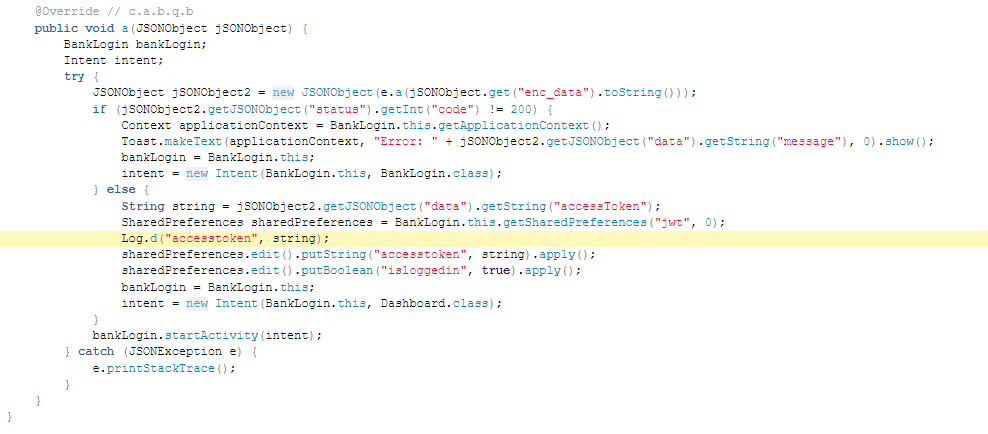 @Override // c.a.b.q.b
public void a(JSONObject jSONObject) {
BankLogin bankLogin;
Intent intent;
try {
JSONObject jSONObject2 = new JSONObject(e.a(jSONObject.get("enc_data").toString()));
if (jSONObject2.getJSONObject("status").getInt("code") != 200) {
Context applicationContext = BankLogin.this.getApplicationContext();
Toast.makeText(applicationContext, "Error: " + jSONObject2.getJSONObject("data").getString("message"), 0).show();
bankLogin = BankLogin.this;
intent = new Intent(BankLogin.this, BankLogin.class);
} else {
String string = jSONObject2.getJSONObject("data").getString("accessToken");
SharedPreferences sharedPreferences = BankLogin.this.getSharedPreferences("jwt", 0);
Log.d("accesstoken", string);
sharedPreferences.edit().putString("accesstoken", string).apply();
sharedPreferences.edit().putBoolean("isloggedin", true).apply();
bankLogin = BankLogin.this;
intent = new Intent(BankLogin.this, Dashboard.class);
}
bankLogin.startActivity(intent);
} catch (JSONException e) {
e.printStackTrace();
}
}
}